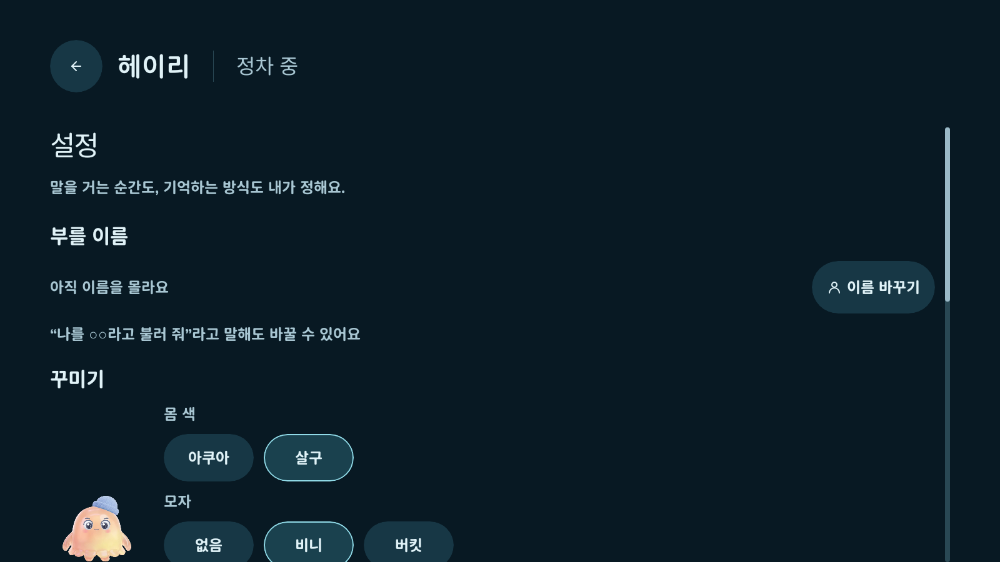 헤이리
정차 중
설정
말을 거는 순간도, 기억하는 방식도 내가 정해요.
부를 이름
아직 이름을 몰라요
이름 바꾸기
“나를 ○○라고 불러 줘”라고 말해도 바꿀 수 있어요
꾸미기
몸 색
아쿠아
살구
모자
없음
비니
버킷